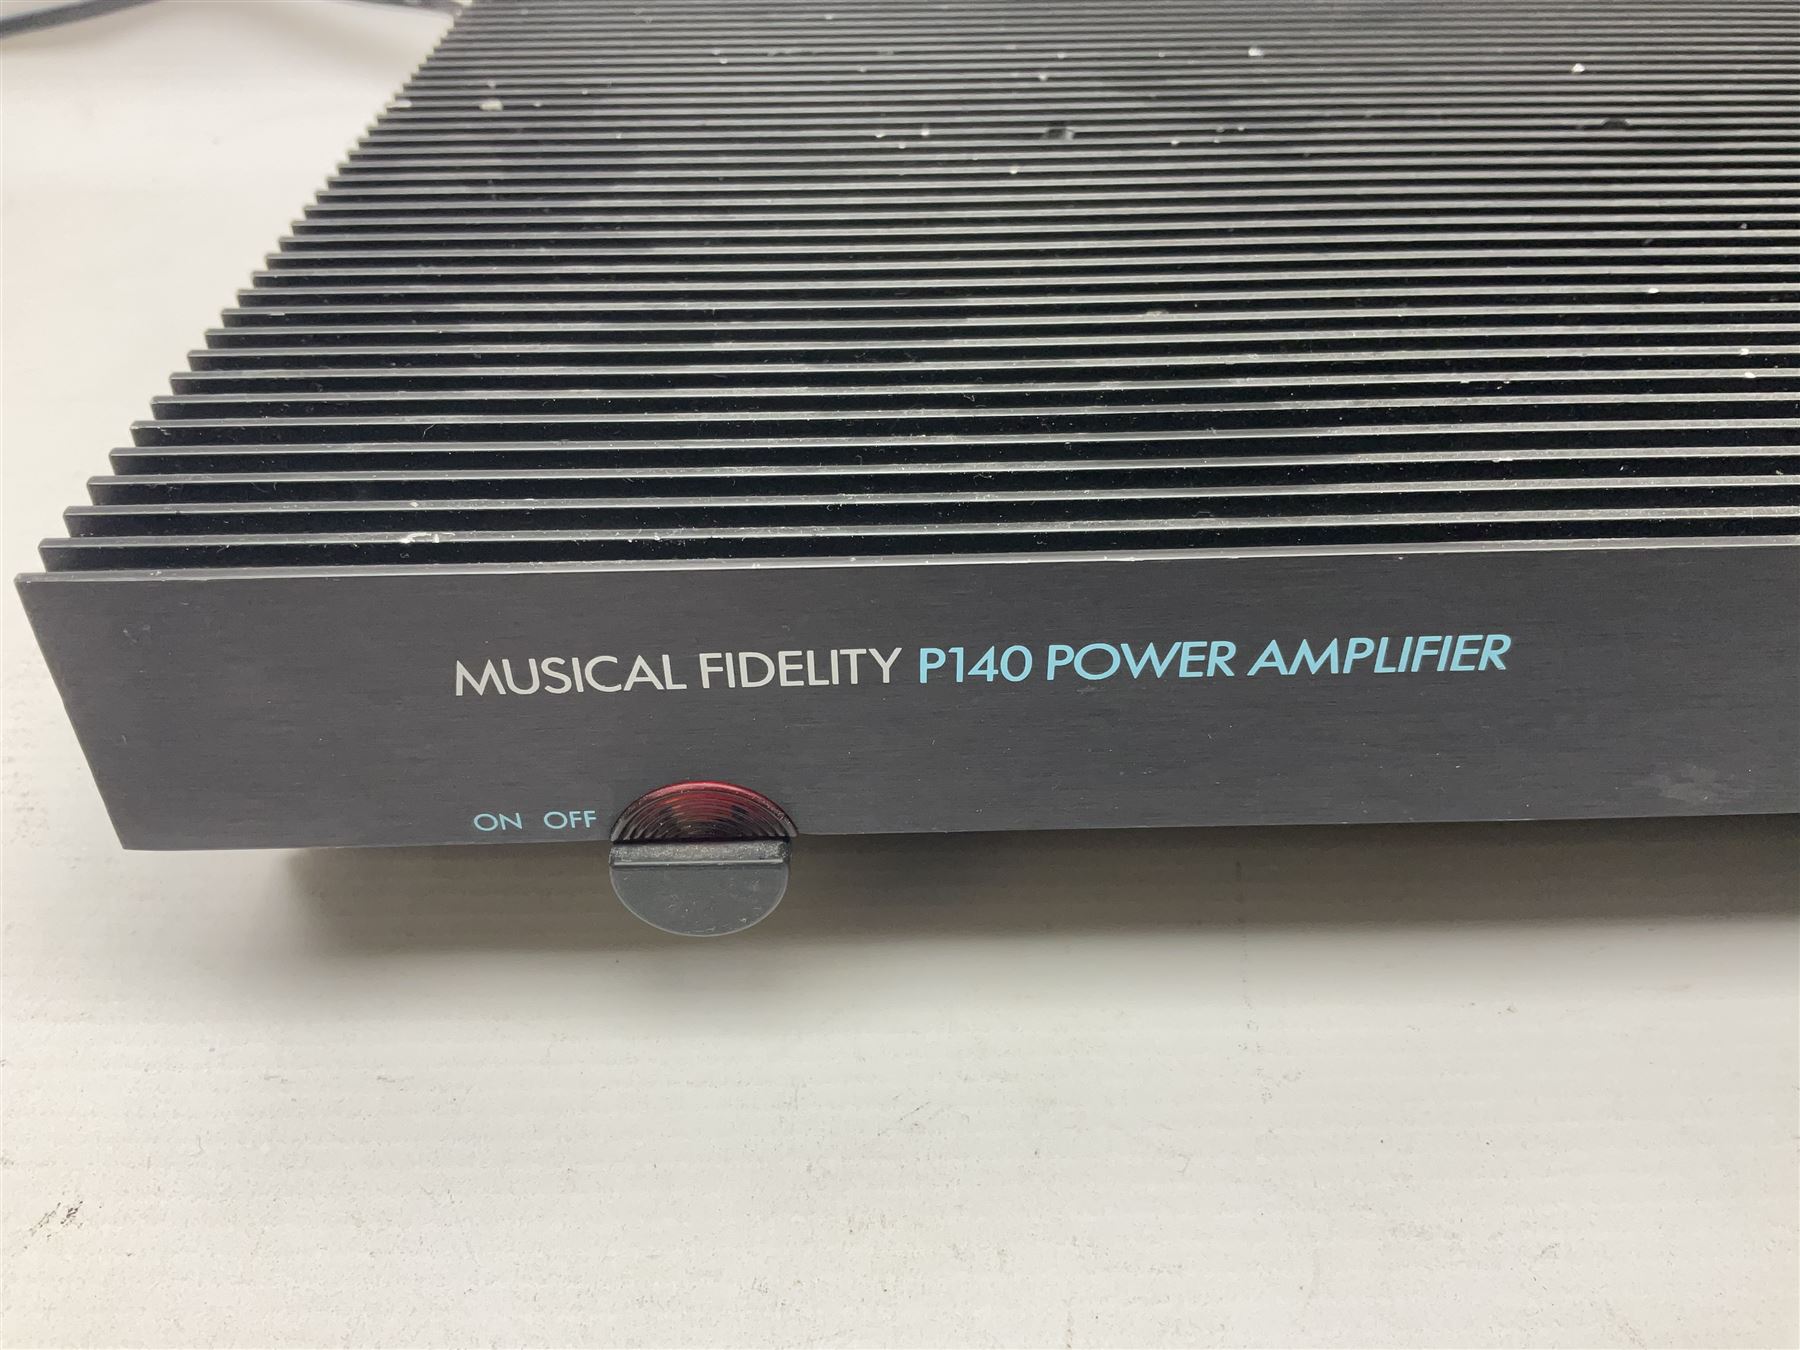 MUSICAL FIDELITY P140 POWER AMPLIFIER
ON OFF